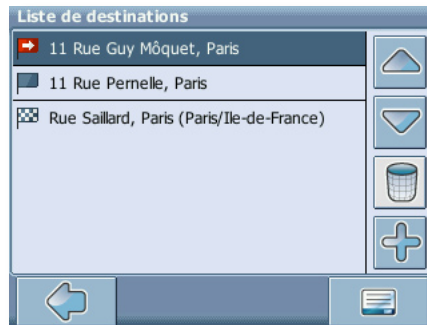 Liste de destinations
11 Rue Guy Môquet, Paris
11 Rue Pernelle, Paris
Rue Saillard, Paris (Paris/Ile-de-France)